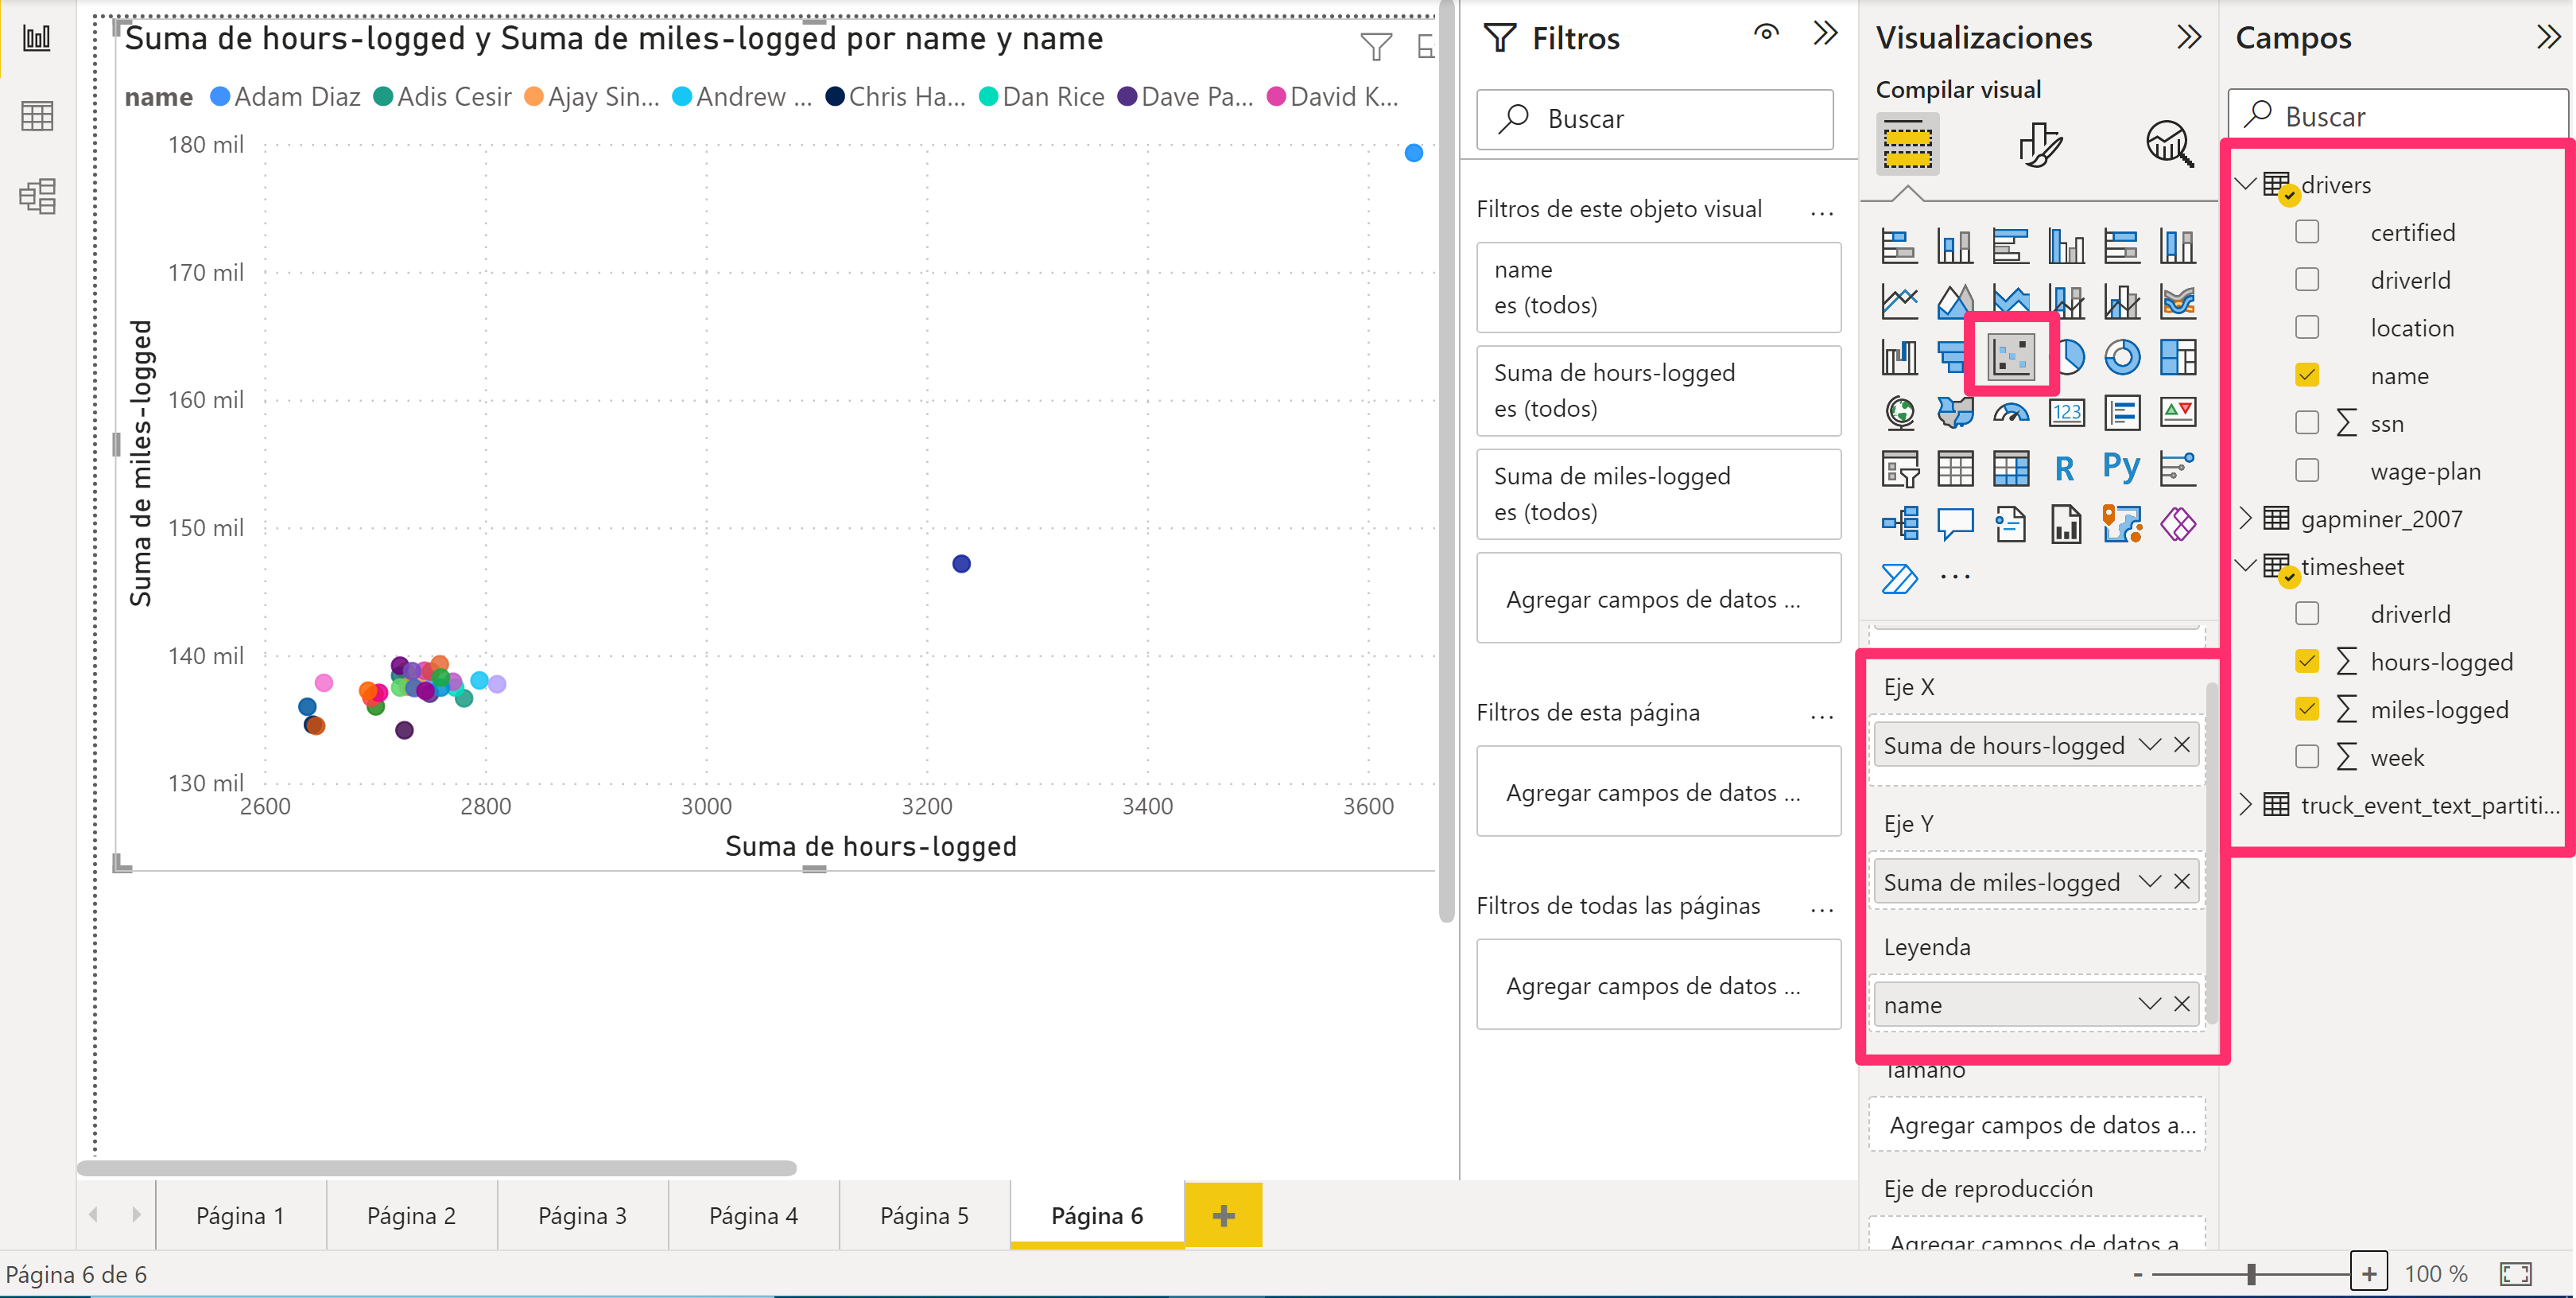 Suma de hours-logged y Suma de miles-logged por name y name
name Adam Diaz Adis Cesir Ajay Sin... Andrew ... Chris Ha... Dan Rice Dave Pa... David K...
180 mil
170 mil
160 mil
150 mil
140 mil
130 mil
Suma de miles-logged
2600 2800 3000 3200 3400 3600
Suma de hours-logged
Página 1 Página 2 Página 3 Página 4 Página 5 Página 6 +
Página 6 de 6
Filtros
Buscar
Filtros de este objeto visual ...
name
es (todos)
Suma de hours-logged
es (todos)
Suma de miles-logged
es (todos)
Agregar campos de datos ...
Filtros de esta página ...
Agregar campos de datos ...
Filtros de todas las páginas ...
Agregar campos de datos ...
Visualizaciones
Compilar visual
123
R Py
...
Eje X
Suma de hours-logged
Eje Y
Suma de miles-logged
Leyenda
name
Tamaño
Agregar campos de datos a...
Eje de reproducción
Agregar campos de datos a
Campos
Buscar
drivers
certified
driverId
location
name
∑ ssn
wage-plan
gapminer_2007
timesheet
driverId
∑ hours-logged
∑ miles-logged
∑ week
truck_event_text_partiti...
- + 100 %